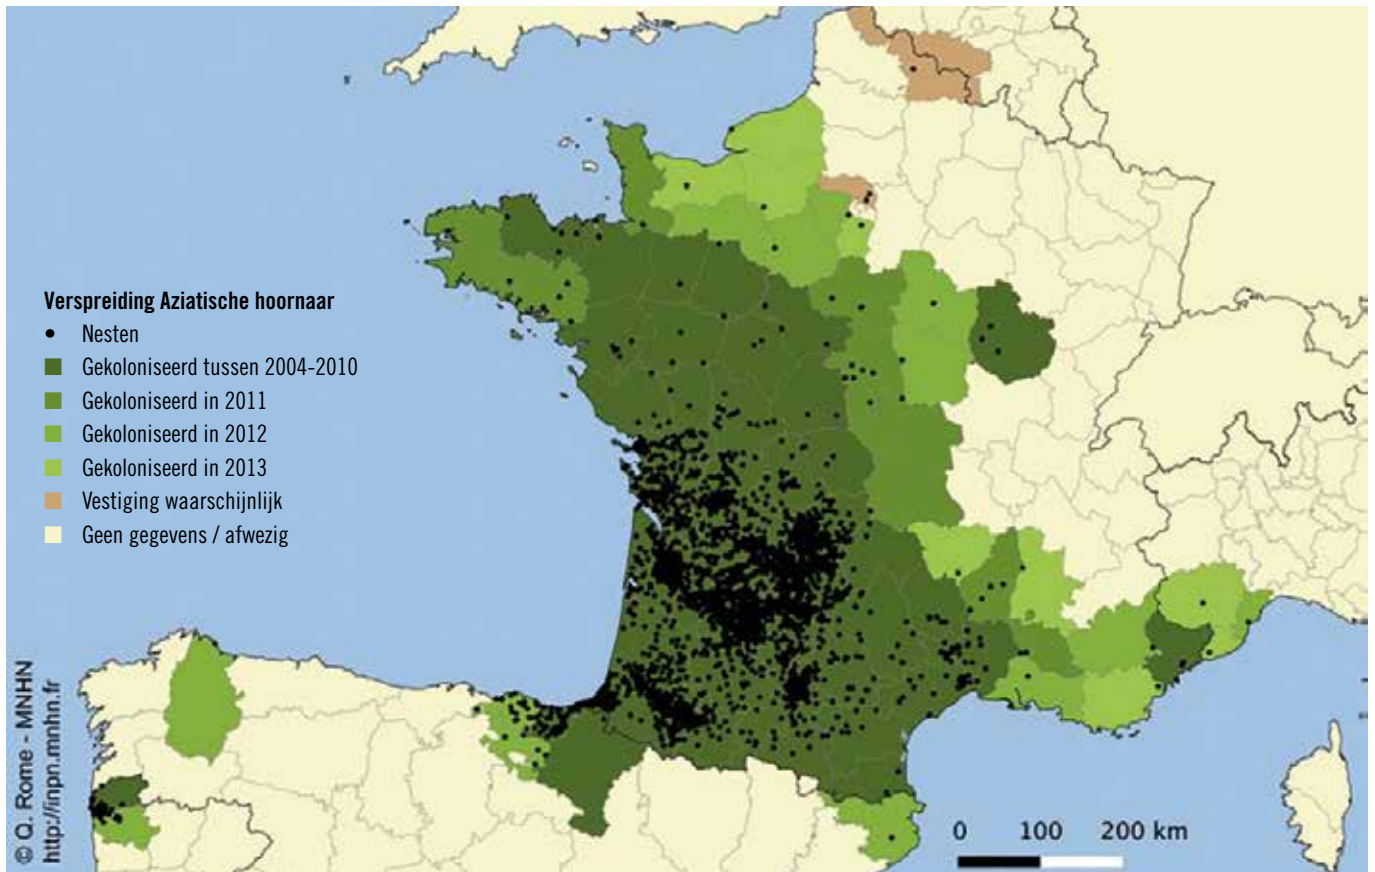 Verspreiding Aziatische hoornaar
Nesten
Gekoloniseerd tussen 2004-2010
Gekoloniseerd in 2011
Gekoloniseerd in 2012
Gekoloniseerd in 2013
Vestiging waarschijnlijk
Geen gegevens / afwezig
© Q. Rome - MNHN
http://inpn.mnhn.fr
0 100 200 km